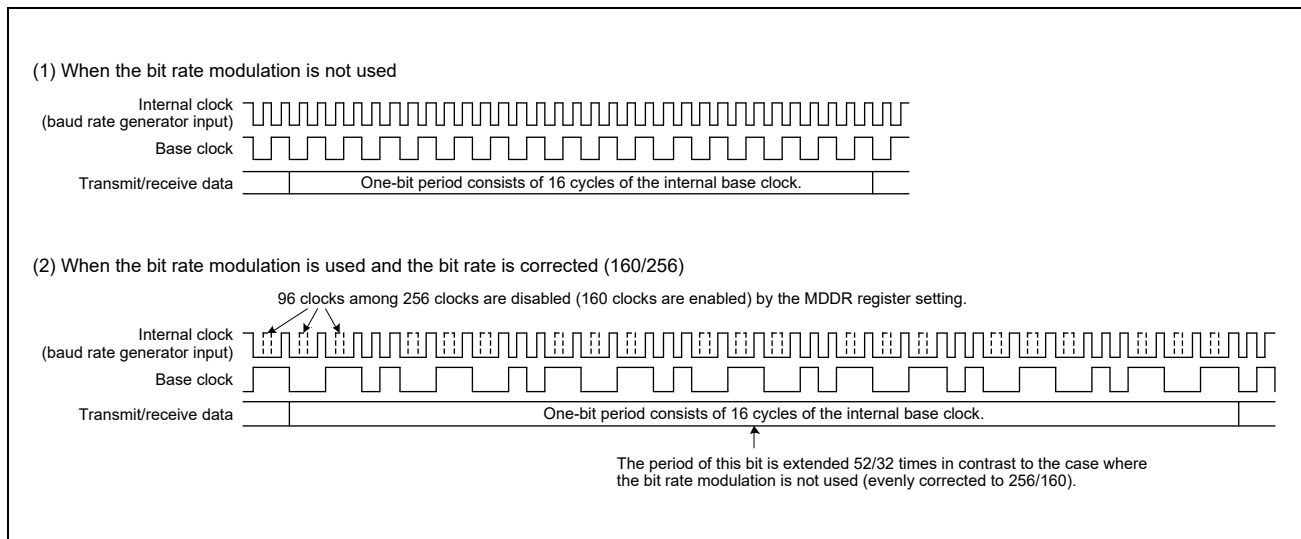 (1) When the bit rate modulation is not used
Internal clock
(baud rate generator input)
Base clock
Transmit/receive data
One-bit period consists of 16 cycles of the internal base clock.
(2) When the bit rate modulation is used and the bit rate is corrected (160/256)
96 clocks among 256 clocks are disabled (160 clocks are enabled) by the MDDR register setting.
Internal clock
(baud rate generator input)
Base clock
Transmit/receive data
One-bit period consists of 16 cycles of the internal base clock.
The period of this bit is extended 52/32 times in contrast to the case where
the bit rate modulation is not used (evenly corrected to 256/160).